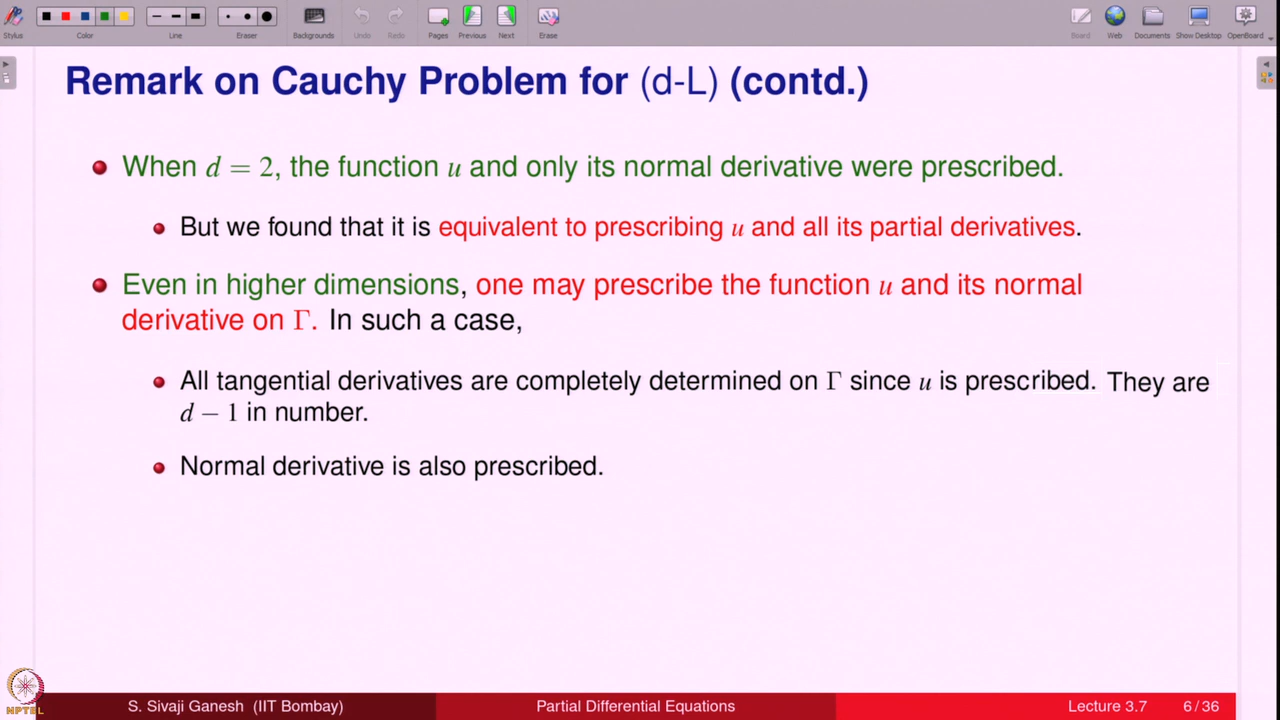 Stylus
Color
Line
Eraser
Backgrounds
Undo
Redo
Pages
Previous
Next
Erase
Board
Web
Documents
Show Desktop
OpenBoard
Remark on Cauchy Problem for (d-L) (contd.)
When d = 2, the function u and only its normal derivative were prescribed.
But we found that it is equivalent to prescribing u and all its partial derivatives.
Even in higher dimensions, one may prescribe the function u and its normal
derivative on Γ. In such a case,
All tangential derivatives are completely determined on Γ since u is prescribed. They are
d − 1 in number.
Normal derivative is also prescribed.
NPTEL
S. Sivaji Ganesh (IIT Bombay)
Partial Differential Equations
Lecture 3.7
6 / 36